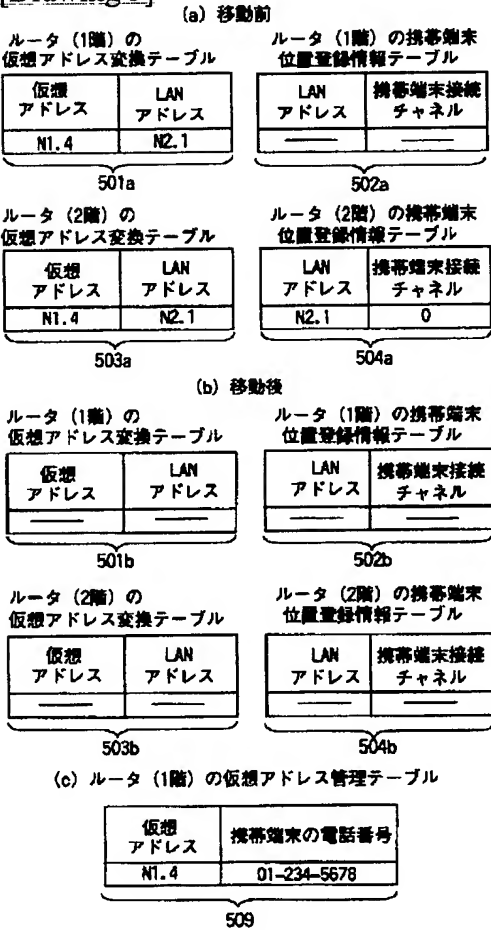 (a) 移動前
ルータ (1階) の
仮想アドレス変換テーブル
ルータ (1階) の携帯端末
位置登録情報テーブル
仮想
アドレス
LAN
アドレス
N1.4
N2.1
501a
LAN
アドレス
携帯端末接続
チャネル
502a
ルータ (2階) の
仮想アドレス変換テーブル
ルータ (2階) の携帯端末
位置登録情報テーブル
仮想
アドレス
LAN
アドレス
N1.4
N2.1
503a
LAN
アドレス
携帯端末接続
チャネル
N2.1
0
504a
(b) 移動後
ルータ (1階) の
仮想アドレス変換テーブル
ルータ (1階) の携帯端末
位置登録情報テーブル
仮想
アドレス
LAN
アドレス
501b
LAN
アドレス
携帯端末接続
チャネル
502b
ルータ (2階) の
仮想アドレス変換テーブル
ルータ (2階) の携帯端末
位置登録情報テーブル
仮想
アドレス
LAN
アドレス
503b
LAN
アドレス
携帯端末接続
チャネル
504b
(c) ルータ (1階) の仮想アドレス管理テーブル
仮想
アドレス
携帯端末の電話番号
N1.4
01-234-5678
509